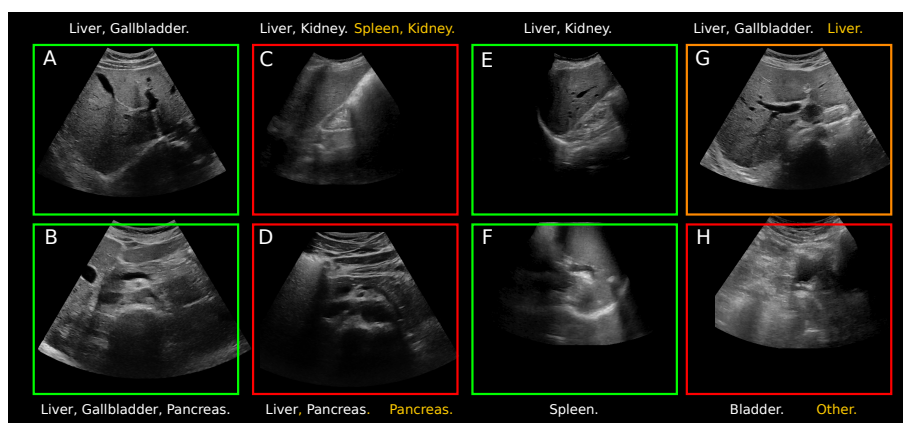 Liver, Gallbladder. Liver, Kidney. Spleen, Kidney. Liver, Kidney. Liver, Gallbladder. Liver.
A C E G
B D F H
Liver, Gallbladder, Pancreas. Liver, Pancreas. Pancreas. Spleen. Bladder. Other.